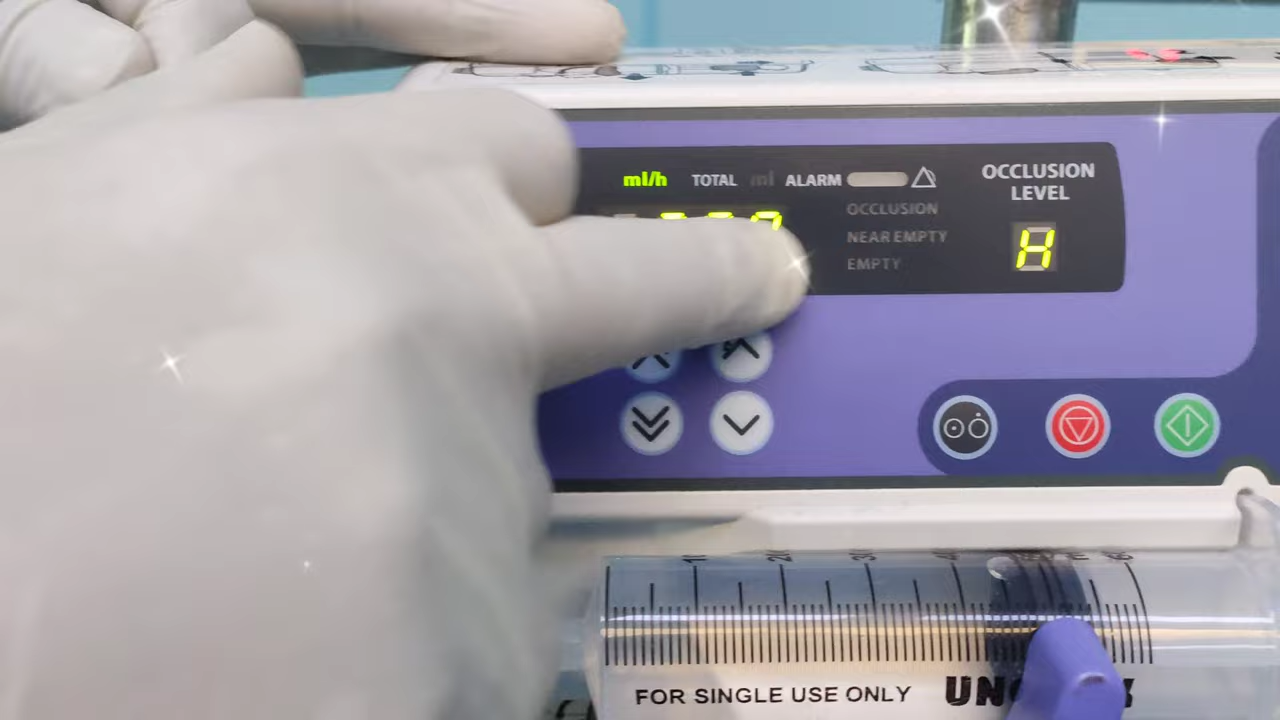 ml/h TOTAL ml ALARM
OCCLUSION
NEAR EMPTY
EMPTY
OCCLUSION
LEVEL
H
FOR SINGLE USE ONLY